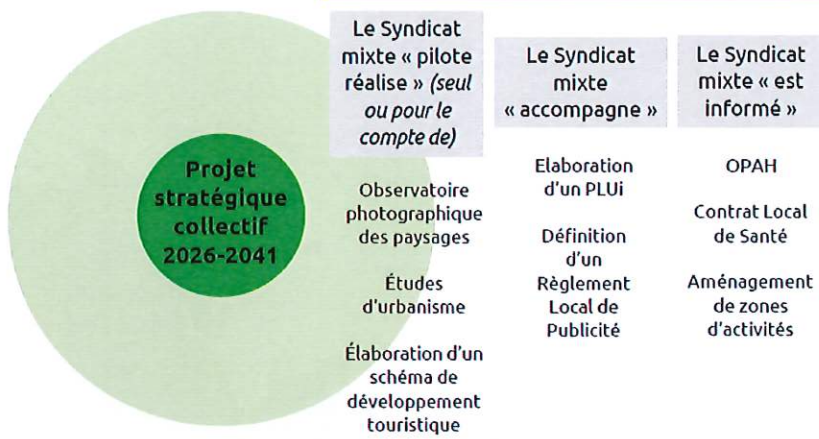 Projet
stratégique
collectif
2026-2041
Le Syndicat
mixte « pilote
réalise » (seul
ou pour le
compte de)
Observatoire
photographique
des paysages
Études
d'urbanisme
Élaboration d'un
schéma de
développement
touristique
Le Syndicat
mixte
« accompagne »
Elaboration
d'un PLUi
Définition
d'un
Règlement
Local de
Publicité
Le Syndicat
mixte « est
informé »
OPAH
Contrat Local
de Santé
Aménagement
de zones
d'activités